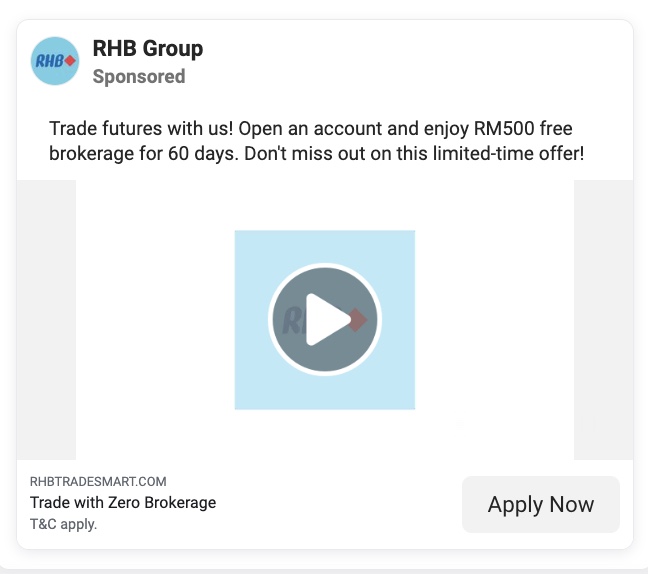 RHB
RHB Group
Sponsored
Trade futures with us! Open an account and enjoy RM500 free
brokerage for 60 days. Don't miss out on this limited-time offer!
RHBTRADESMART.COM
Trade with Zero Brokerage
T&C apply.
Apply Now